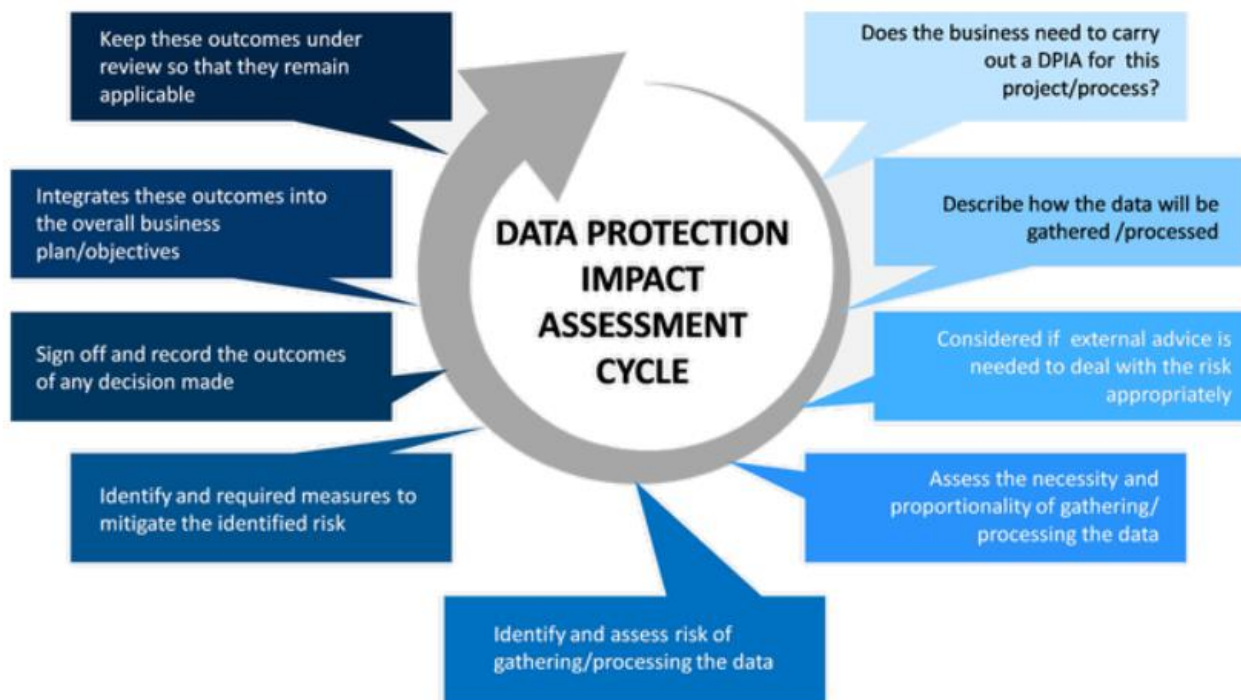 Keep these outcomes under
review so that they remain
applicable
Does the business need to carry
out a DPIA for this
project/process?
Integrates these outcomes into
the overall business
plan/objectives
Describe how the data will be
gathered /processed
DATA PROTECTION
IMPACT
ASSESSMENT
CYCLE
Sign off and record the outcomes
of any decision made
Considered if external advice is
needed to deal with the risk
appropriately
Identify and required measures to
mitigate the identified risk
Assess the necessity and
proportionality of gathering/
processing the data
Identify and assess risk of
gathering/processing the data